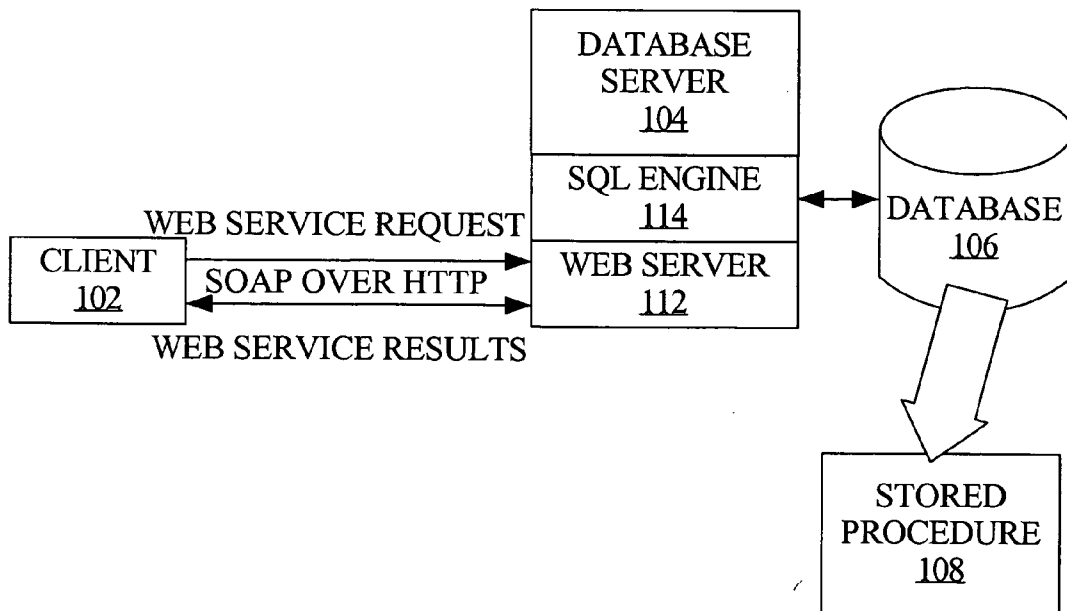 DATABASE
SERVER
104
SQL ENGINE
114
WEB SERVER
112
WEB SERVICE REQUEST
CLIENT
102
SOAP OVER HTTP
WEB SERVICE RESULTS
DATABASE
106
STORED
PROCEDURE
108